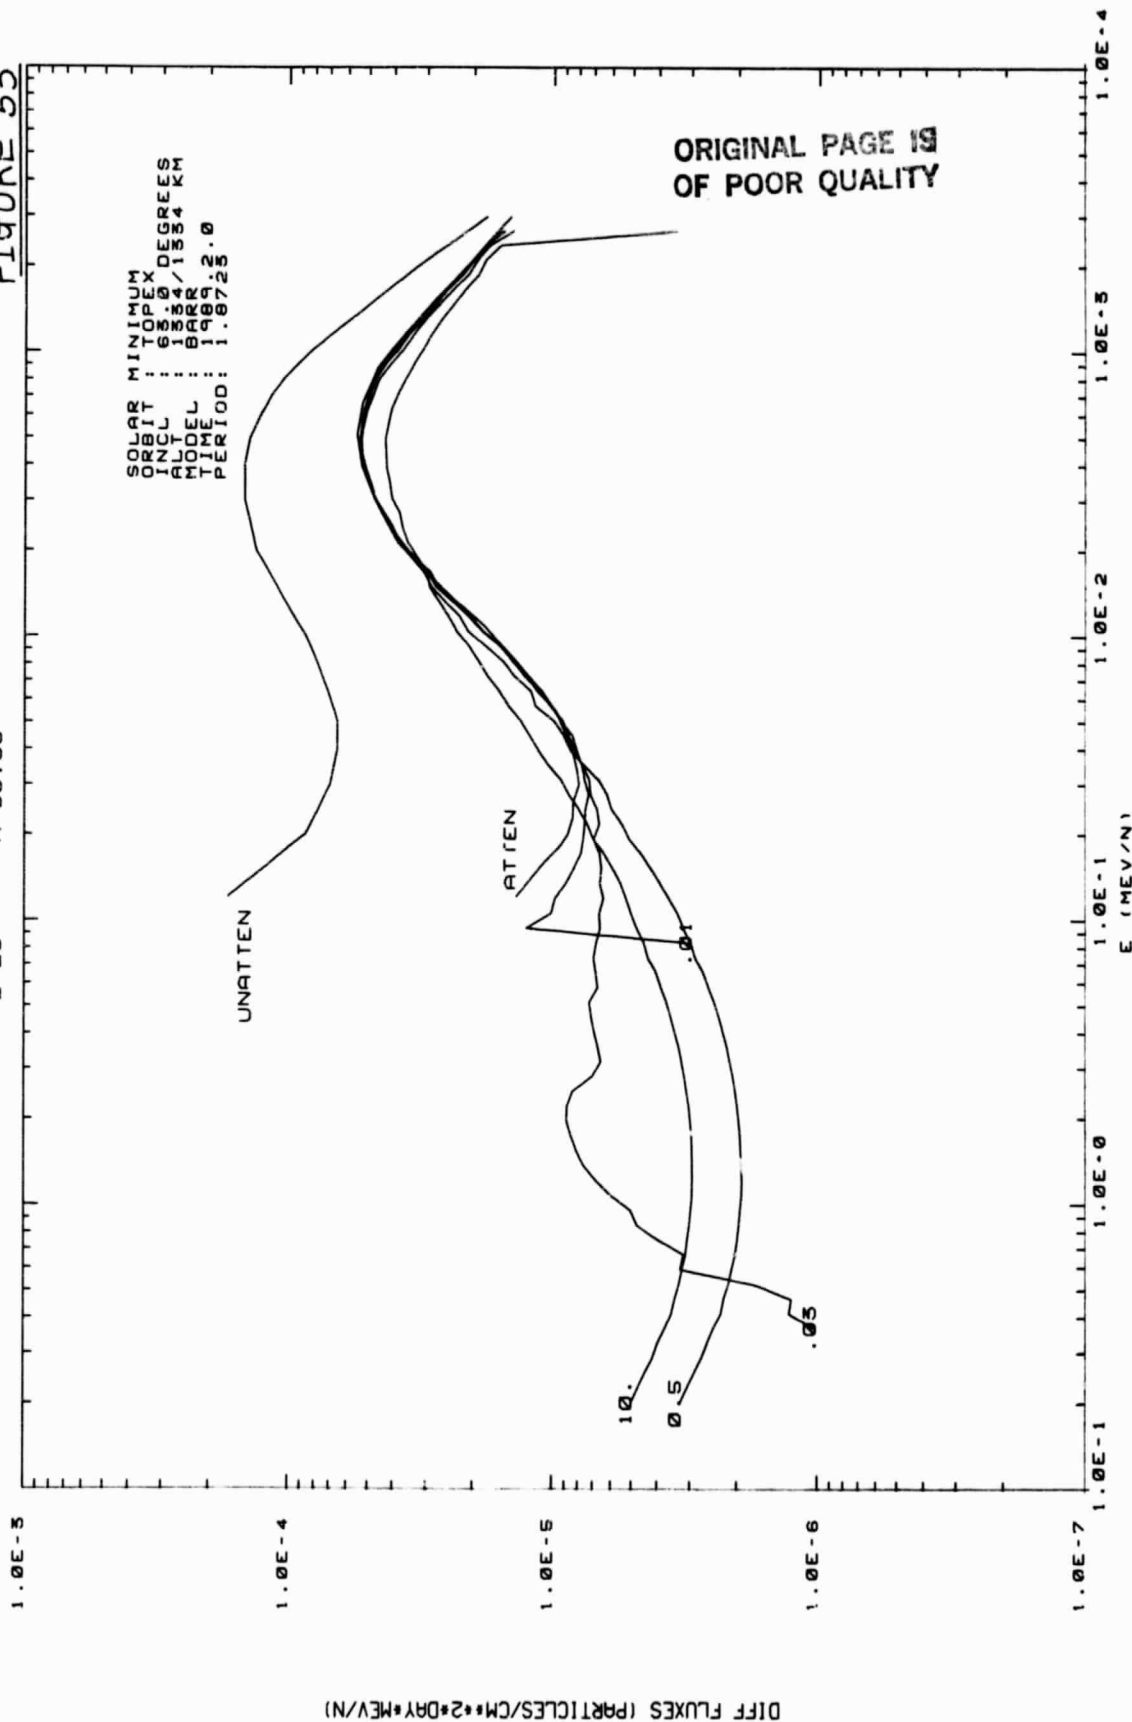 FIGURE 53
SOLAR MINIMUM
ORBIT : TOPEX
INCL : 63.0 DEGREES
ALT : 1334/1334 KM
MODEL : BARR
TIME : 1989.2.0
PERIOD: 1.8725
ORIGINAL PAGE IS
OF POOR QUALITY
UNATTEN
ATTEN
.01
.03
10.
0.5
1.0E-3
1.0E-4
1.0E-5
1.0E-6
1.0E-7
DIFF FLUXES (PARTICLES/CM**2*DAY*MEV/N)
1.0E-1
1.0E-0
1.0E-1
1.0E-2
1.0E-3
1.0E-4
E (MEV/N)